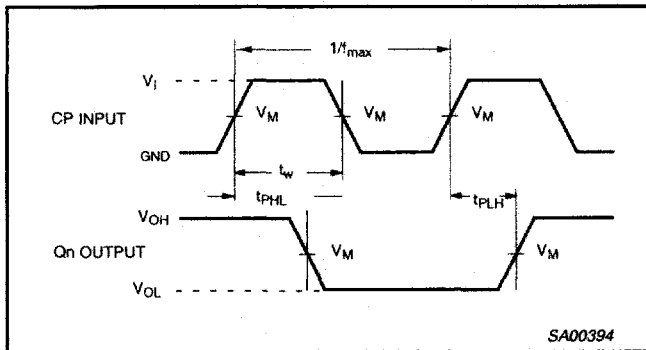 1/fmax
VI
CP INPUT
VM VM VM
GND
tw
tPHL tPLH
VOH
Qn OUTPUT
VM VM
VOL
SA00394